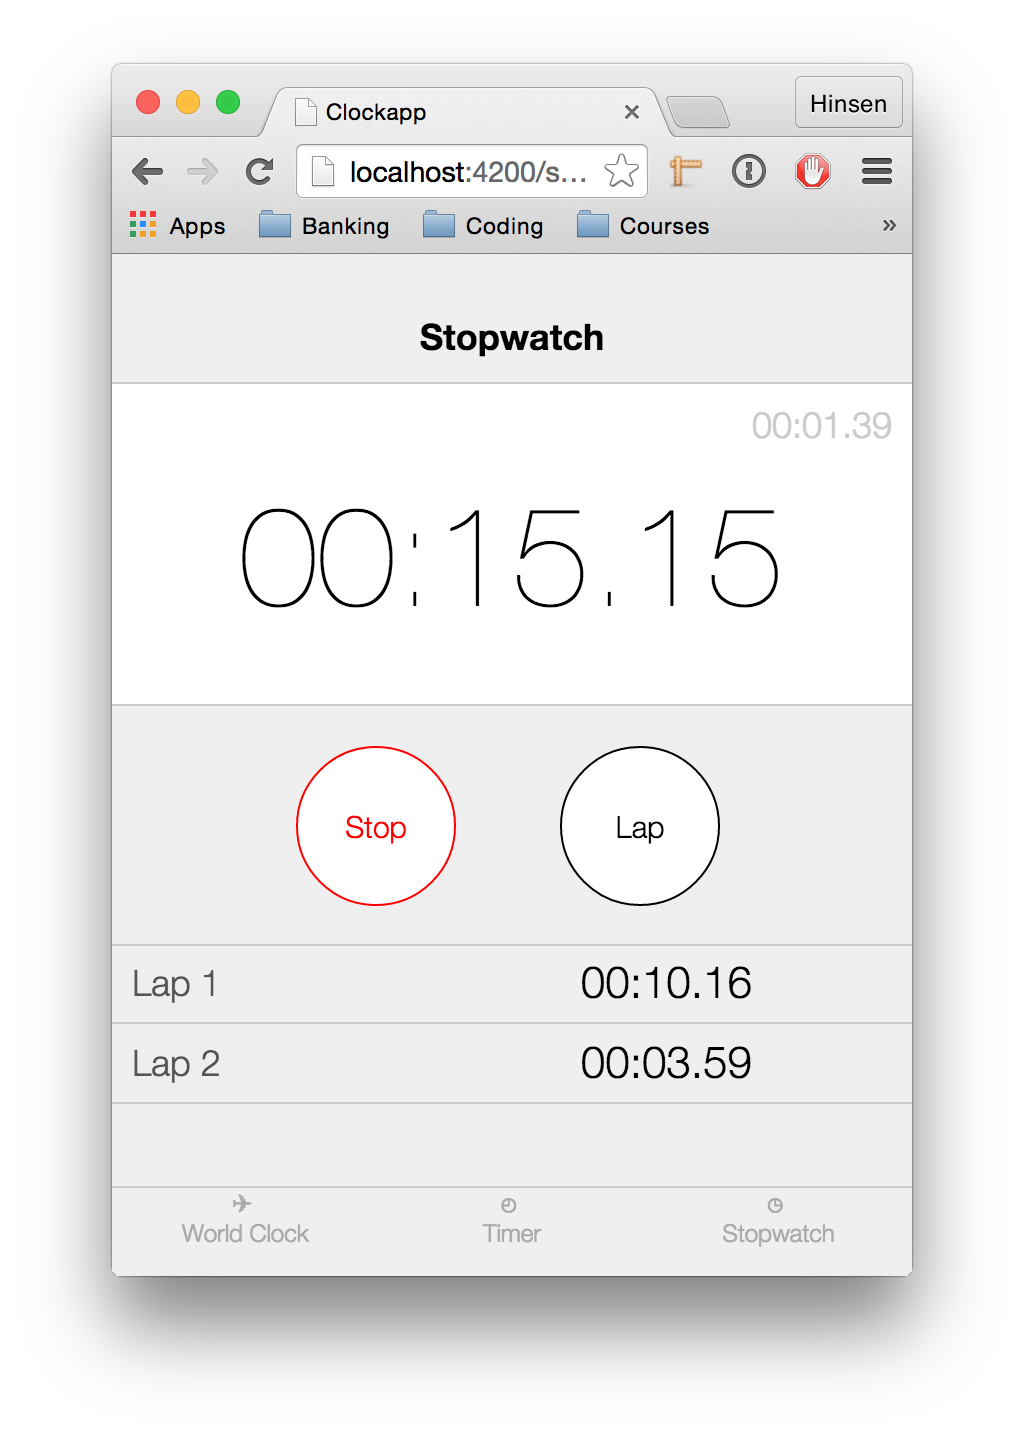 Clockapp
Hinsen
localhost:4200/s...
Apps Banking Coding Courses »
Stopwatch
00:01.39
00:15.15
Stop Lap
Lap 1 00:10.16
Lap 2 00:03.59
World Clock Timer Stopwatch